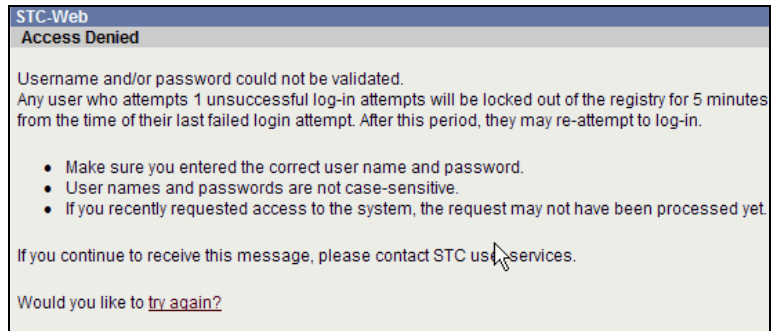 STC-Web
Access Denied
Username and/or password could not be validated.
Any user who attempts 1 unsuccessful log-in attempts will be locked out of the registry for 5 minutes
from the time of their last failed login attempt. After this period, they may re-attempt to log-in.
• Make sure you entered the correct user name and password.
• User names and passwords are not case-sensitive.
• If you recently requested access to the system, the request may not have been processed yet.
If you continue to receive this message, please contact STC user services.
Would you like to try again?